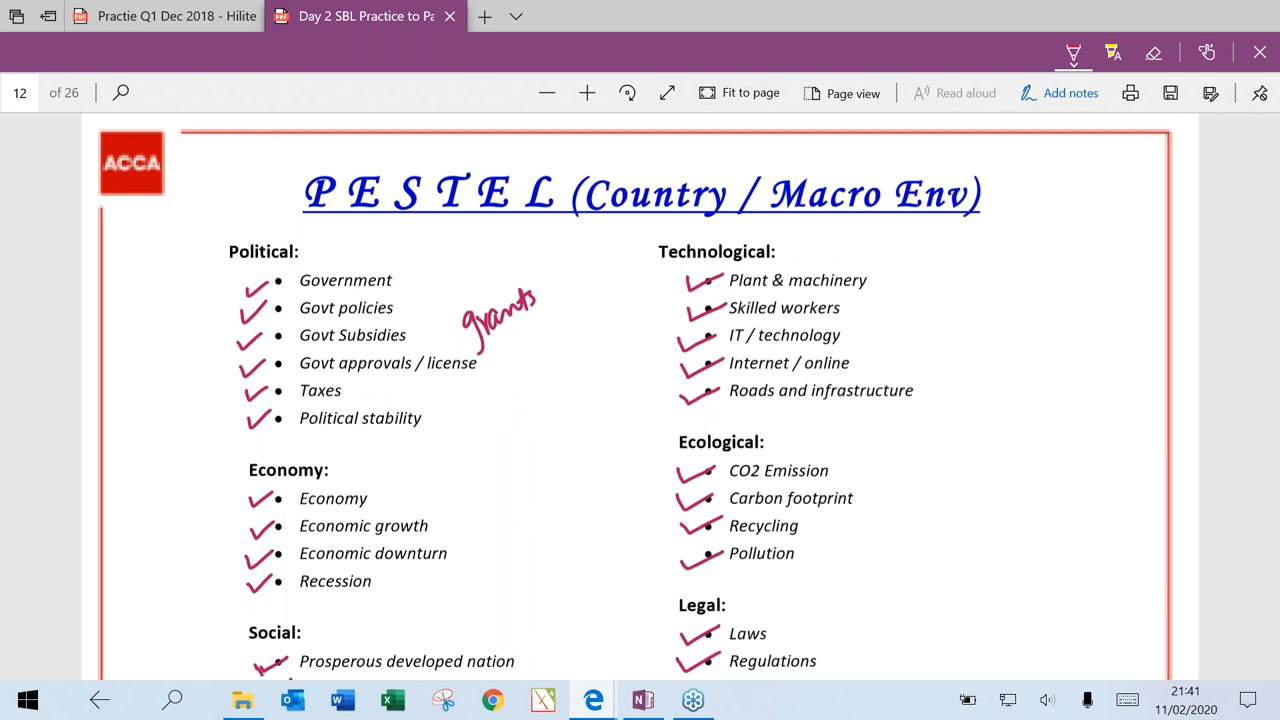 Practie Q1 Dec 2018 - Hilite
Day 2 SBL Practice to Pa
12 of 26
Fit to page
Page view
Read aloud
Add notes
ACCA
P E S T E L (Country / Macro Env)
Political:
Government
Govt policies
Govt Subsidies
grants
Govt approvals / license
Taxes
Political stability
Economy:
Economy
Economic growth
Economic downturn
Recession
Social:
Prosperous developed nation
Technological:
Plant & machinery
Skilled workers
IT / technology
Internet / online
Roads and infrastructure
Ecological:
CO2 Emission
Carbon footprint
Recycling
Pollution
Legal:
Laws
Regulations
21:41
11/02/2020